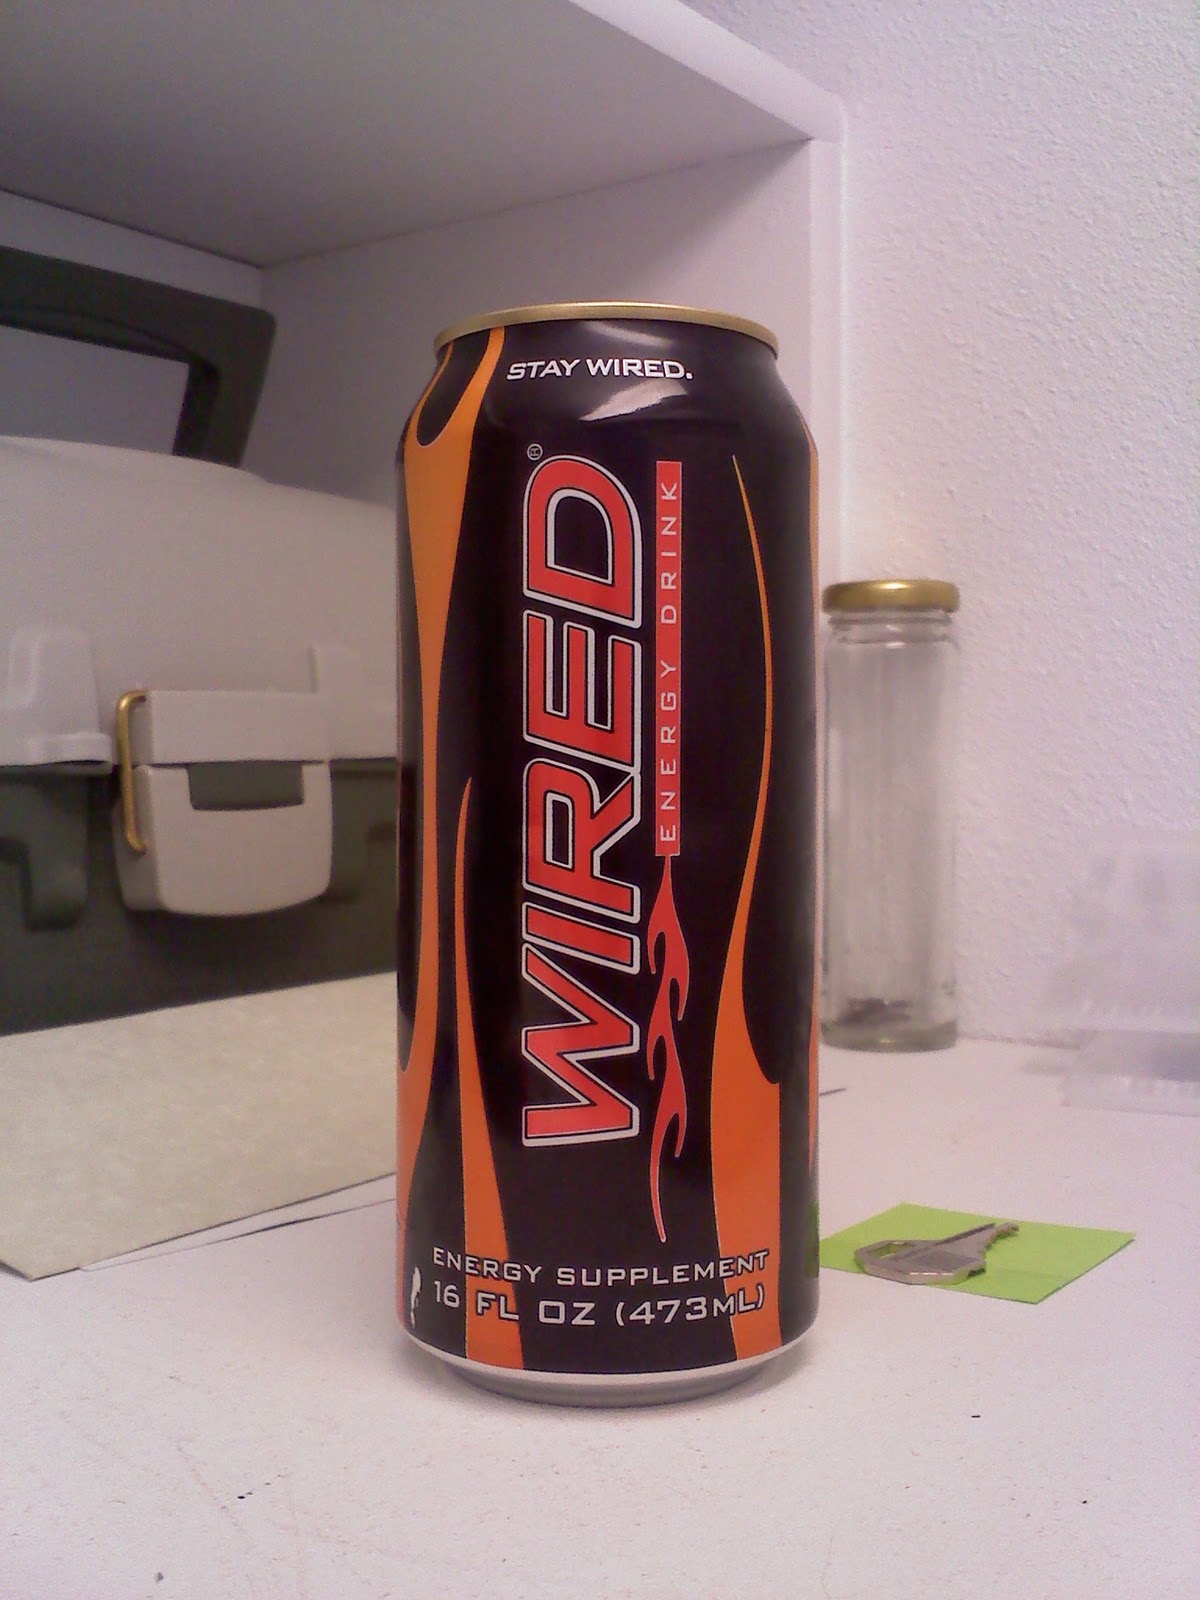 STAY WIRED.
WIRED®
ENERGY DRINK
ENERGY SUPPLEMENT
16 FL OZ (473ML)